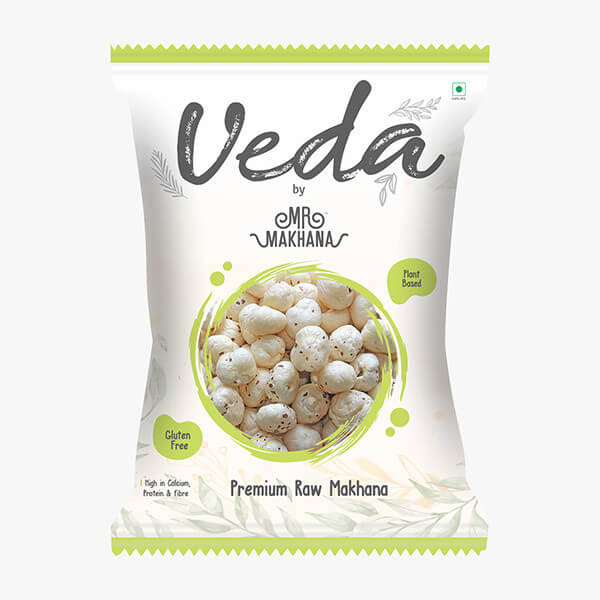 Veda
by
MR
MAKHANA
Plant
Based
Gluten
Free
High in Calcium,
Protein & fibre
Premium Raw Makhana